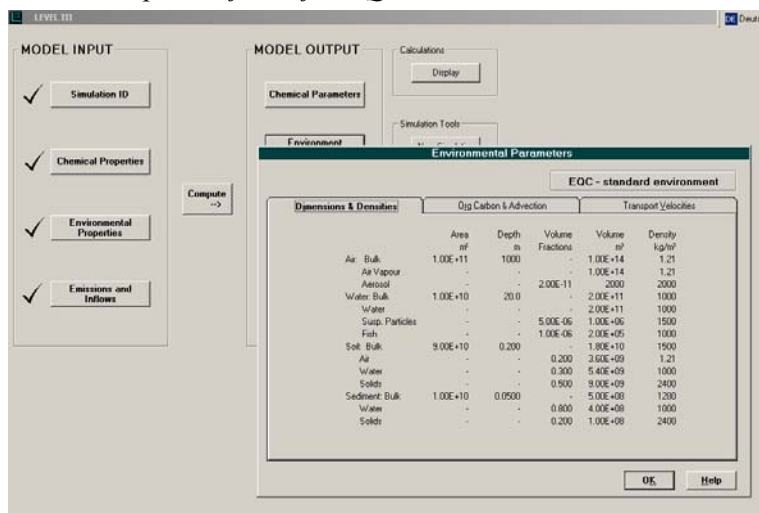 LEVEL III
DE Deuts
MODEL INPUT
Simulation ID
Chemical Properties
Environmental Properties
Emissions and Inflows
Compute -->
MODEL OUTPUT
Chemical Parameters
Environment
Calculations
Display
Simulation Tools
Environmental Parameters
EQC - standard environment
Dimensions & Densities
Org Carbon & Advection
Transport Velocities
Area Depth Volume Volume Density
m² m Fractions m³ kg/m³
Air: Bulk 1.00E+11 1000 - 1.00E+14 1.21
Air Vapour - - - 1.00E+14 1.21
Aerosol - - 2.00E-11 2000 2000
Water: Bulk 1.00E+10 20.0 - 2.00E+11 1000
Water - - - 2.00E+11 1000
Susp. Particles - - 5.00E-06 1.00E+06 1500
Fish - - 1.00E-06 2.00E+05 1000
Soil: Bulk 9.00E+10 0.200 - 1.80E+10 1500
Air - - 0.200 3.60E+09 1.21
Water - - 0.300 5.40E+09 1000
Solids - - 0.500 9.00E+09 2400
Sediment: Bulk 1.00E+10 0.0500 - 5.00E+08 1280
Water - - 0.800 4.00E+08 1000
Solids - - 0.200 1.00E+08 2400
OK
Help